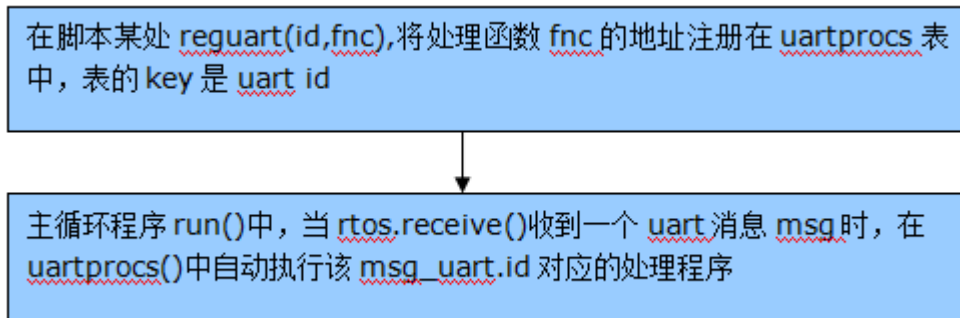 在脚本某处 reguart(id,fnc),将处理函数 fnc 的地址注册在 uartprocs 表
中，表的 key 是 uart id
主循环程序 run()中，当 rtos.receive()收到一个 uart 消息 msg 时，在
uartprocs()中自动执行该 msg_uart.id 对应的处理程序